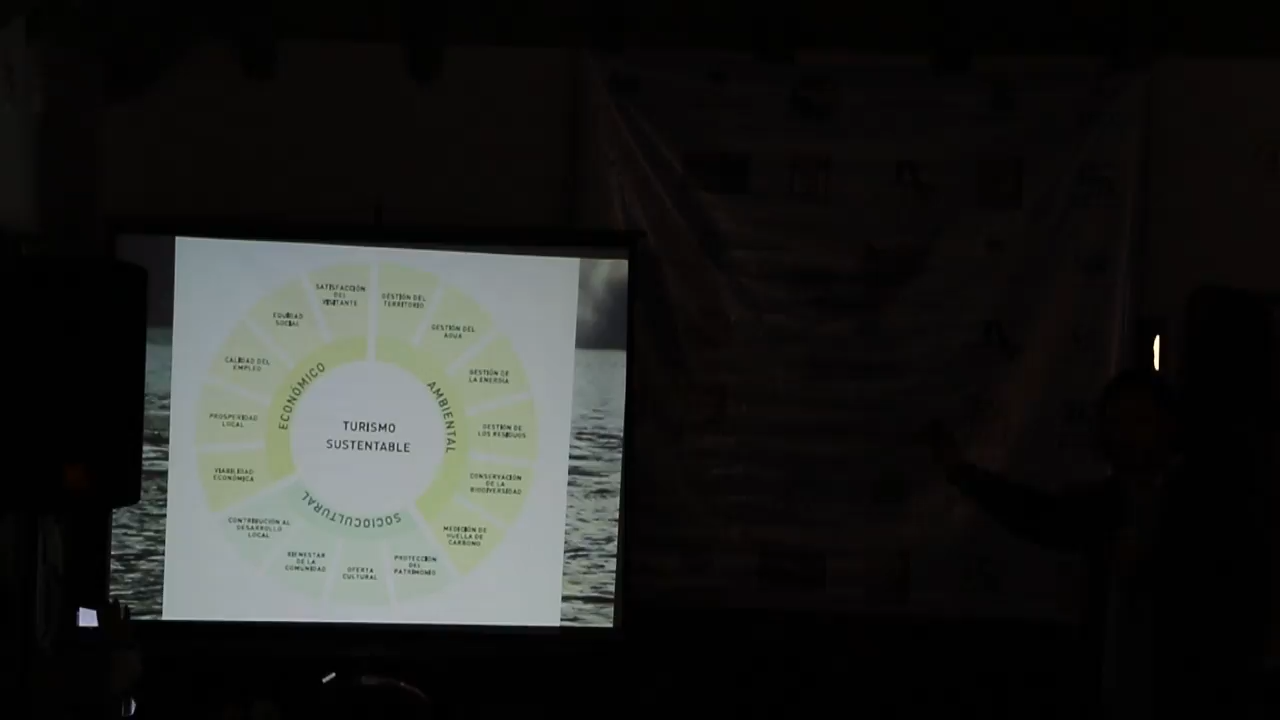 TURISMO
SUSTENTABLE
ECONÓMICO
AMBIENTAL
SOCIOCULTURAL
SATISFACCIÓN
DEL
VISITANTE
GESTIÓN DEL
TERRITORIO
GESTIÓN DEL
AGUA
GESTIÓN DE
LA ENERGÍA
GESTIÓN DE
LOS RESIDUOS
CONSERVACIÓN
DE LA
BIODIVERSIDAD
MEDICIÓN DE
HUELLA DE
CARBONO
PROTECCIÓN
DEL
PATRIMONIO
OFERTA
CULTURAL
BIENESTAR
DE LA
COMUNIDAD
CONTRIBUCIÓN AL
DESARROLLO
LOCAL
VIABILIDAD
ECONÓMICA
PROSPERIDAD
LOCAL
CALIDAD DEL
EMPLEO
EQUIDAD
SOCIAL